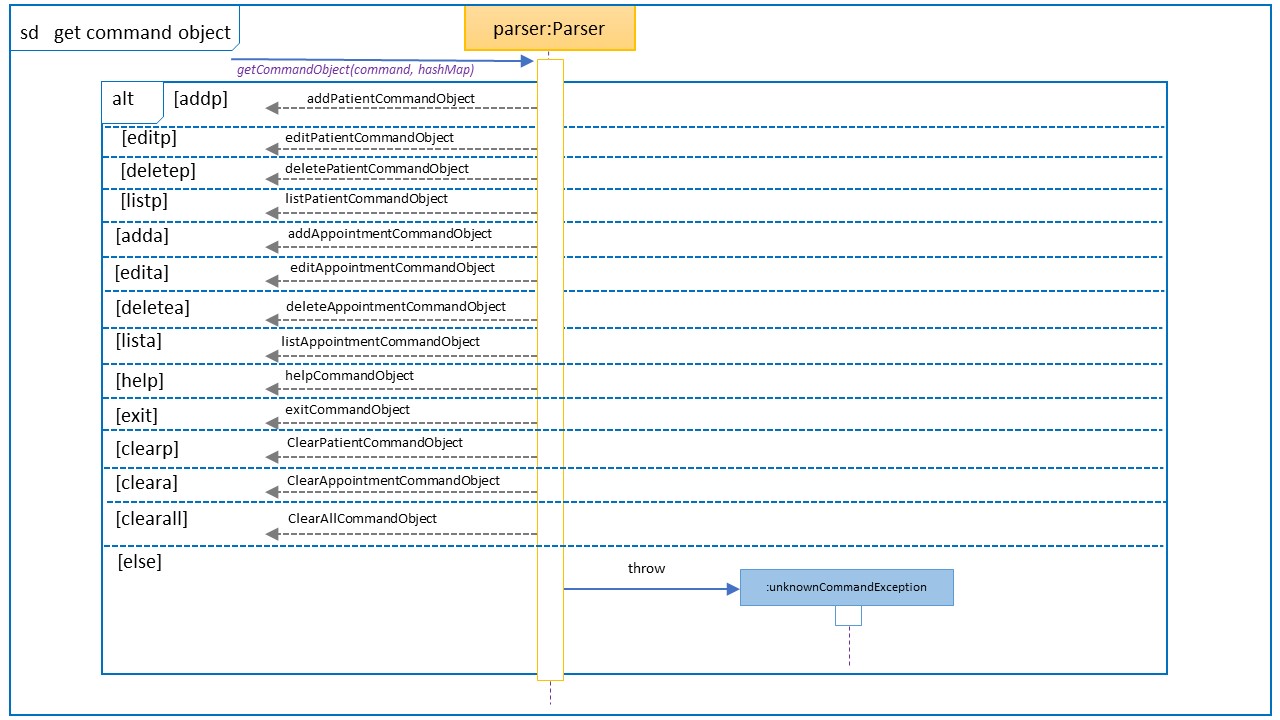 sd get command object
parser:Parser
getCommandObject(command, hashMap)
alt [addp] addPatientCommandObject
[editp] editPatientCommandObject
[deletep] deletePatientCommandObject
[listp] listPatientCommandObject
[adda] addAppointmentCommandObject
[edita] editAppointmentCommandObject
[deletea] deleteAppointmentCommandObject
[lista] listAppointmentCommandObject
[help] helpCommandObject
[exit] exitCommandObject
[clearp] ClearPatientCommandObject
[cleara] ClearAppointmentCommandObject
[clearall] ClearAllCommandObject
[else]
throw
:unknownCommandException